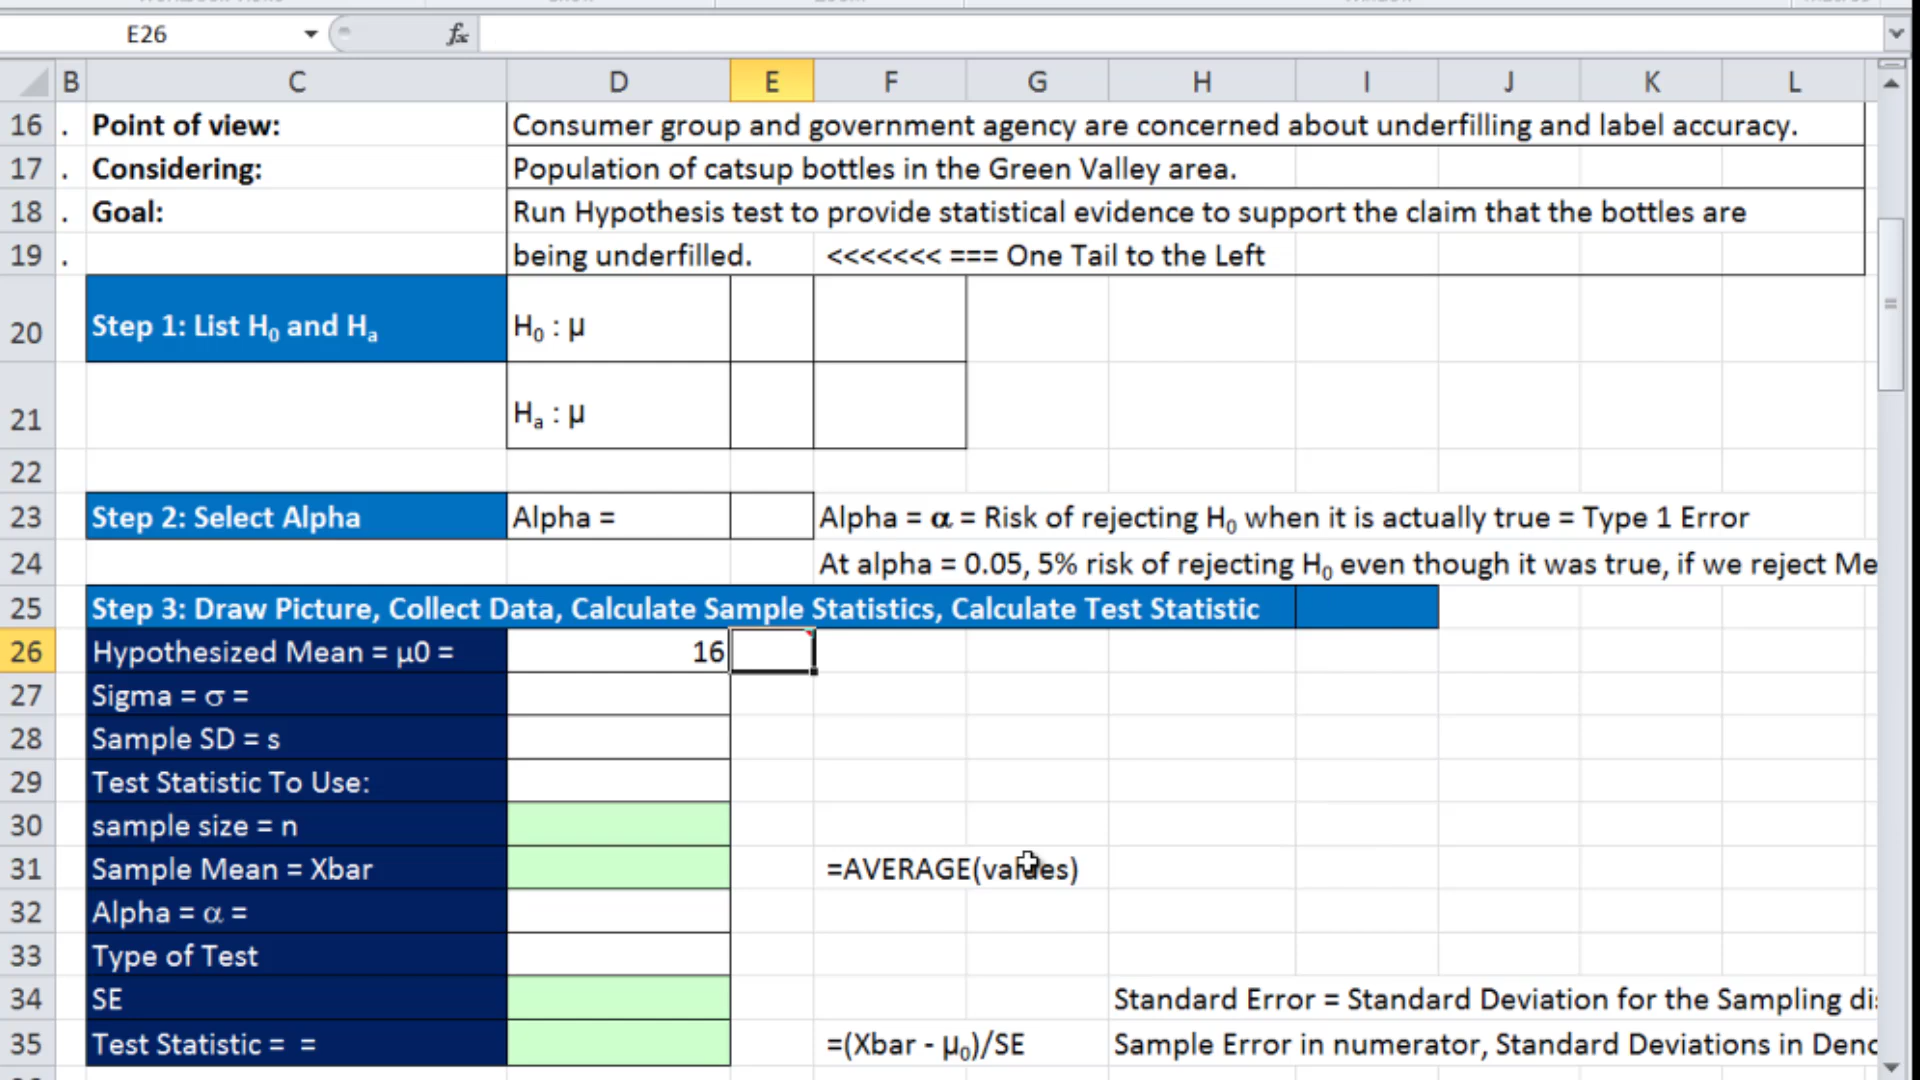 E26
fx
B C D E F G H I J K L
16 . Point of view: Consumer group and government agency are concerned about underfilling and label accuracy.
17 . Considering: Population of catsup bottles in the Green Valley area.
18 . Goal: Run Hypothesis test to provide statistical evidence to support the claim that the bottles are
19 . being underfilled. <<<<<<< === One Tail to the Left
20 Step 1: List H₀ and Hₐ H₀ : μ
21 Hₐ : μ
22
23 Step 2: Select Alpha Alpha = Alpha = α = Risk of rejecting H₀ when it is actually true = Type 1 Error
24 At alpha = 0.05, 5% risk of rejecting H₀ even though it was true, if we reject Me
25 Step 3: Draw Picture, Collect Data, Calculate Sample Statistics, Calculate Test Statistic
26 Hypothesized Mean = μ0 = 16
27 Sigma = σ =
28 Sample SD = s
29 Test Statistic To Use:
30 sample size = n
31 Sample Mean = Xbar =AVERAGE(values)
32 Alpha = α =
33 Type of Test
34 SE Standard Error = Standard Deviation for the Sampling dis
35 Test Statistic = = =(Xbar - μ₀)/SE Sample Error in numerator, Standard Deviations in Deno